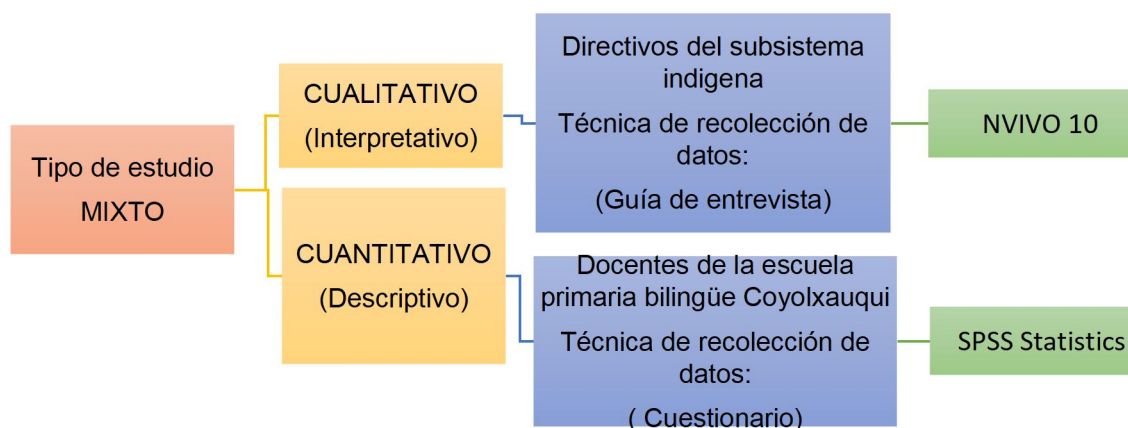 Tipo de estudio
MIXTO
CUALITATIVO
(Interpretativo)
Directivos del subsistema
indigena
Técnica de recolección de
datos:
(Guía de entrevista)
NVIVO 10
CUANTITATIVO
(Descriptivo)
Docentes de la escuela
primaria bilingüe Coyolxauqui
Técnica de recolección de
datos:
( Cuestionario)
SPSS Statistics